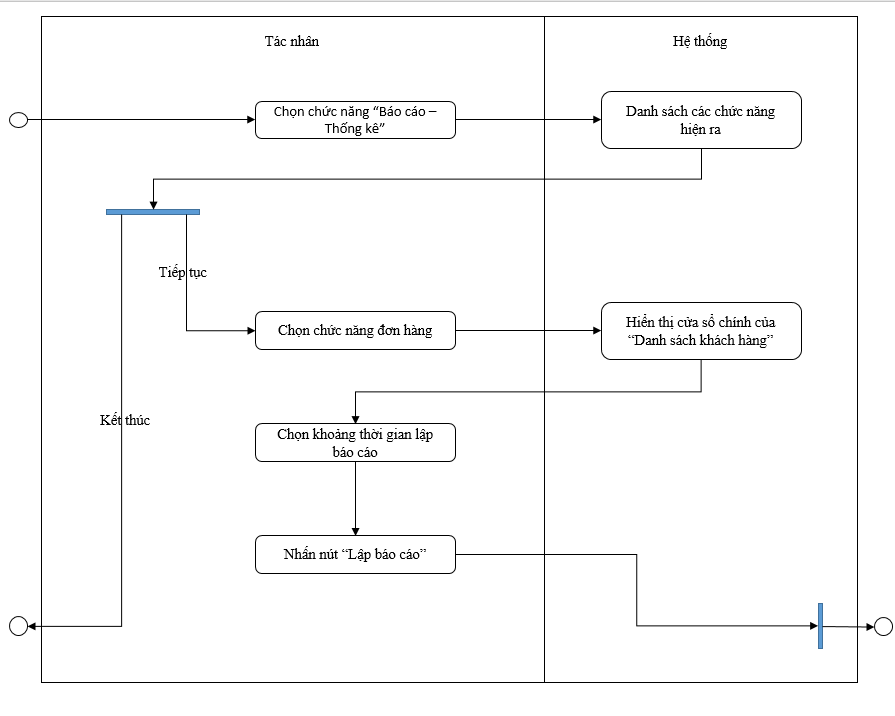 Tác nhân
Hệ thống
Chọn chức năng “Báo cáo –
Thống kê”
Danh sách các chức năng
hiện ra
Tiếp tục
Chọn chức năng đơn hàng
Hiển thị cửa sổ chính của
“Danh sách khách hàng”
Kết thúc
Chọn khoảng thời gian lập
báo cáo
Nhấn nút “Lập báo cáo”